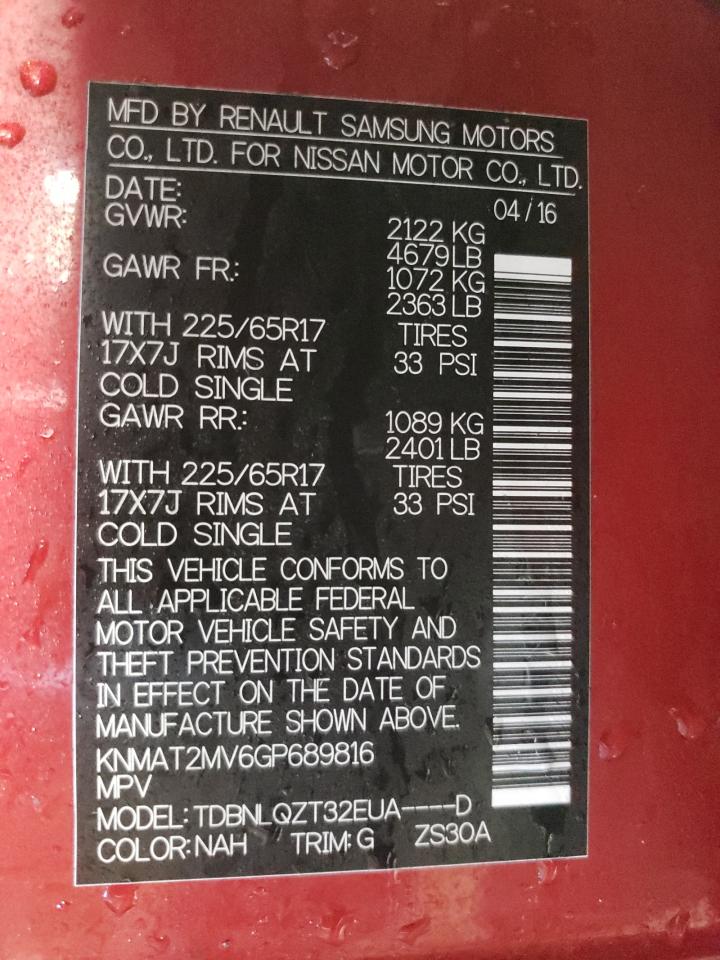 MFD BY RENAULT SAMSUNG MOTORS
CO., LTD. FOR NISSAN MOTOR CO., LTD.
DATE: 04/16
GVWR: 2122 KG
4679LB
GAWR FR.: 1072 KG
2363 LB
WITH 225/65R17 TIRES
17X7J RIMS AT 33 PSI
COLD SINGLE
GAWR RR.: 1089 KG
2401 LB
WITH 225/65R17 TIRES
17X7J RIMS AT 33 PSI
COLD SINGLE
THIS VEHICLE CONFORMS TO
ALL APPLICABLE FEDERAL
MOTOR VEHICLE SAFETY AND
THEFT PREVENTION STANDARDS
IN EFFECT ON THE DATE OF
MANUFACTURE SHOWN ABOVE.
KNMAT2MV6GP689816
MPV
MODEL: TDBNLQZT32EUA----D
COLOR: NAH TRIM: G ZS30A